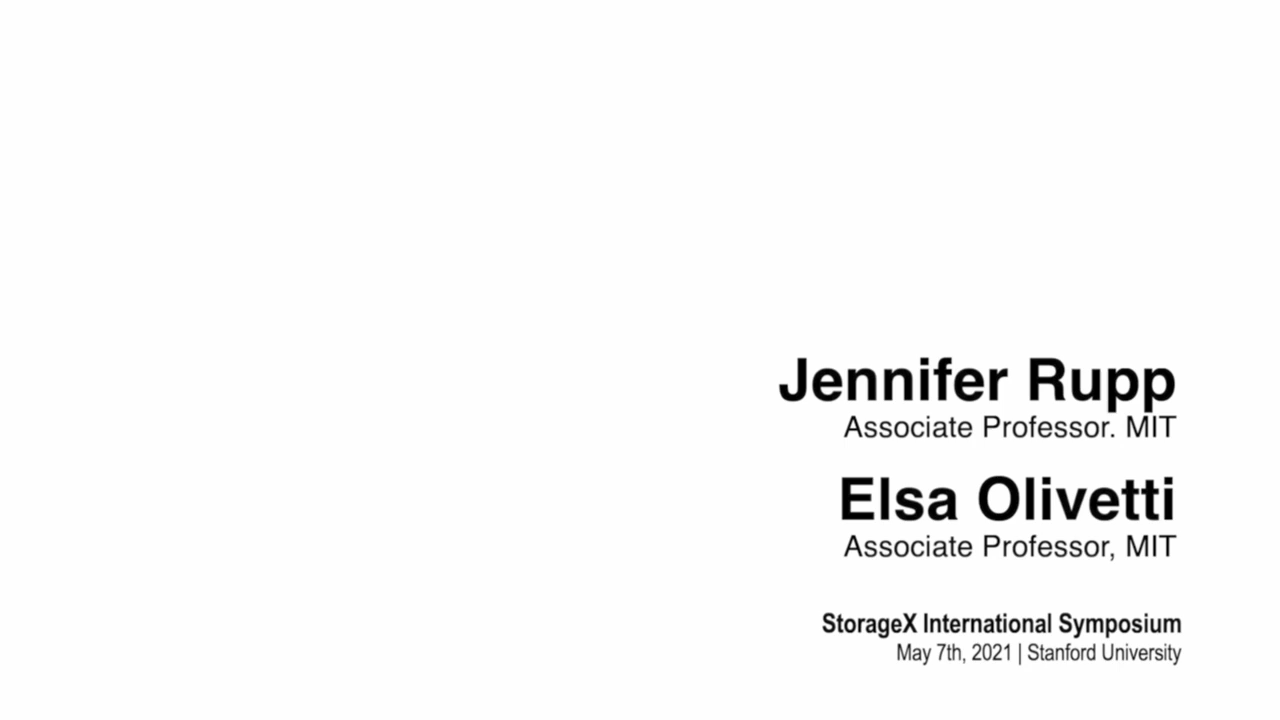 Jennifer Rupp
Associate Professor. MIT
Elsa Olivetti
Associate Professor, MIT
StorageX International Symposium
May 7th, 2021 | Stanford University